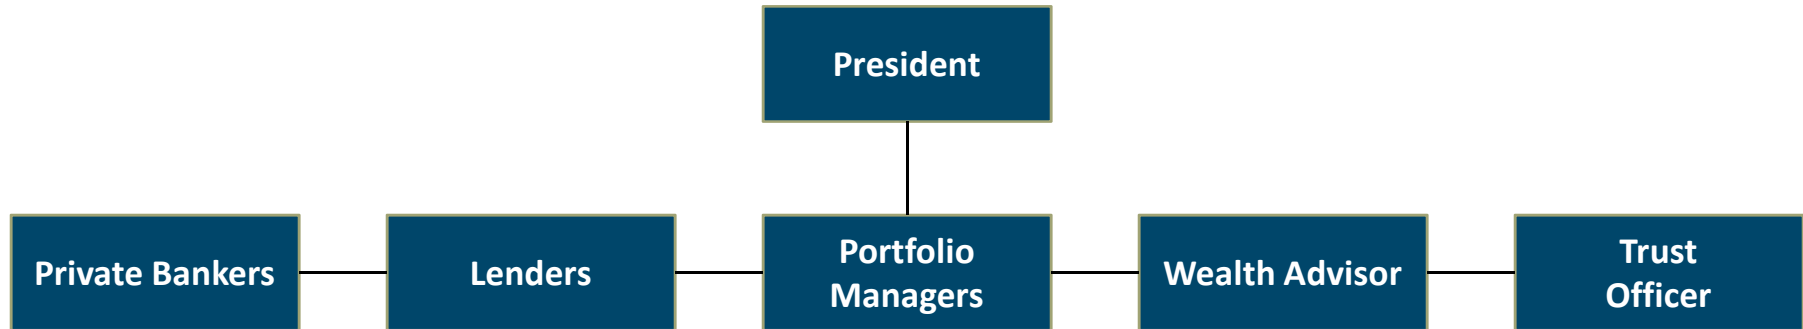 President
Private Bankers
Lenders
Portfolio
Managers
Wealth Advisor
Trust
Officer